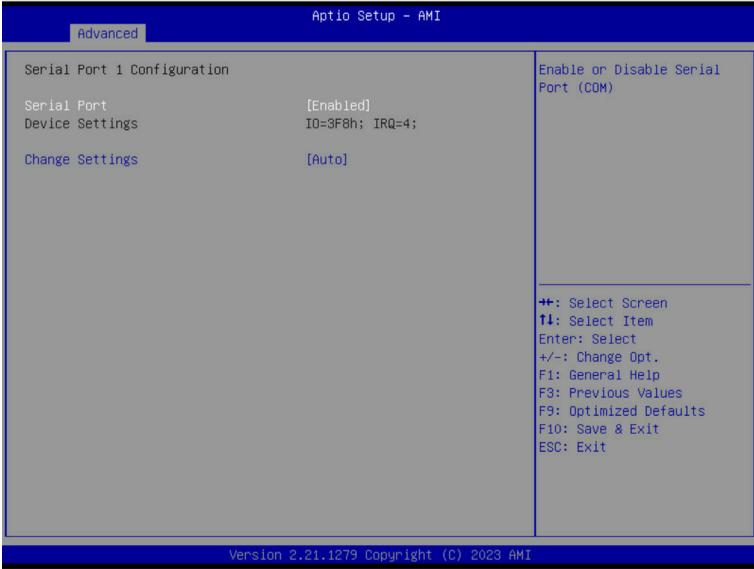 Aptio Setup – AMI
Advanced
Serial Port 1 Configuration
Serial Port [Enabled]
Device Settings IO=3F8h; IRQ=4;
Change Settings [Auto]
Enable or Disable Serial
Port (COM)
→←: Select Screen
↑↓: Select Item
Enter: Select
+/-: Change Opt.
F1: General Help
F3: Previous Values
F9: Optimized Defaults
F10: Save & Exit
ESC: Exit
Version 2.21.1279 Copyright (C) 2023 AMI